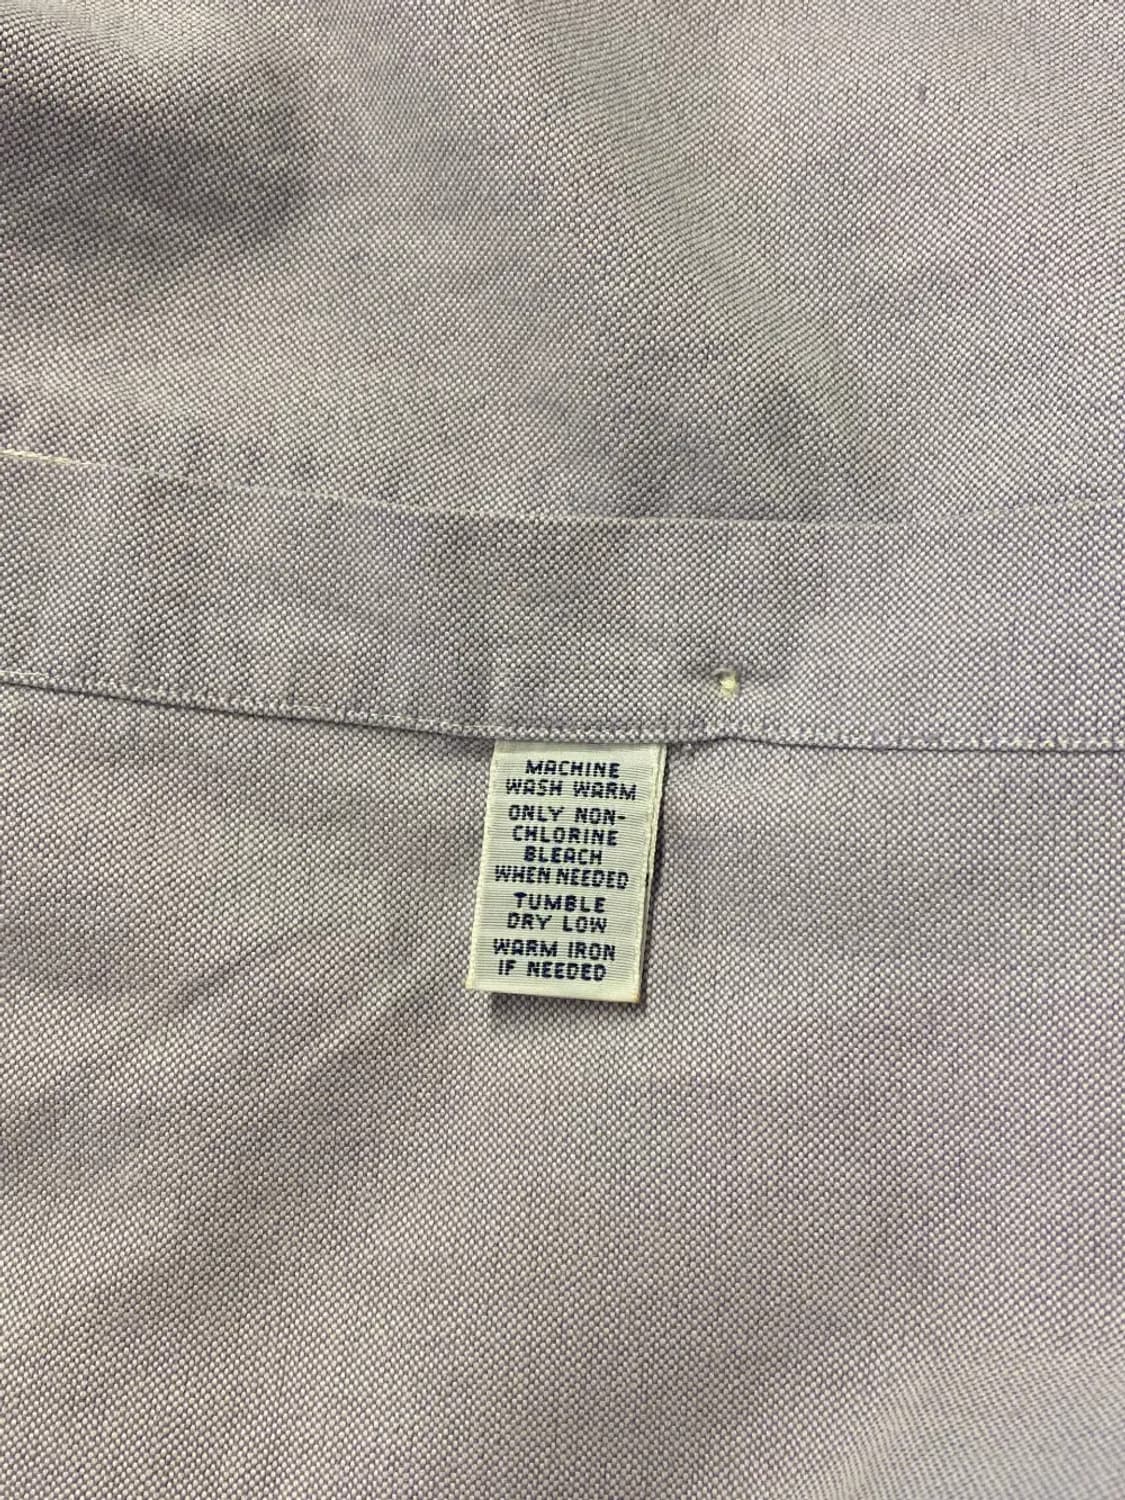 MACHINE
WASH WARM
ONLY NON-
CHLORINE
BLEACH
WHEN NEEDED
TUMBLE
DRY LOW
WARM IRON
IF NEEDED